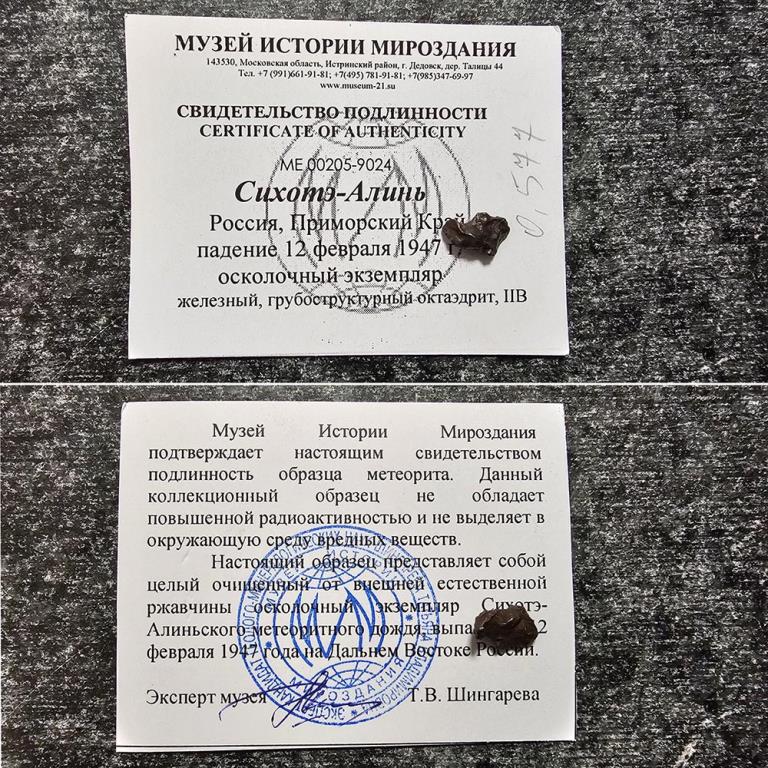 МУЗЕЙ ИСТОРИИ МИРОЗДАНИЯ
143530, Московская область, Истринский район, г. Дедовск, дер. Талицы 44
Тел. +7 (991)661-91-81; +7(495) 781-91-81; +7(985)347-69-97
www.museum-21.su
СВИДЕТЕЛЬСТВО ПОДЛИННОСТИ
CERTIFICATE OF AUTHENTICITY
ME 00205-9024
Сихотэ-Алинь
Россия, Приморский Край
падение 12 февраля 1947 г
осколочный экземпляр
железный, грубоструктурный октаэдрит, IIB
0,577
Музей Истории Мироздания
подтверждает настоящим свидетельством
подлинность образца метеорита. Данный
коллекционный образец не обладает
повышенной радиоактивностью и не выделяет в
окружающую среду вредных веществ.
Настоящий образец представляет собой
целый очищенный от внешней естественной
ржавчины осколочный экземпляр Сихотэ-
Алиньского метеоритного дождя, 2
февраля 1947 года на Дальнем Востоке России.
Эксперт музея Т.В. Шингарева
МУЗЕЙ ИСТОРИИ
МИРОЗДАНИЯ